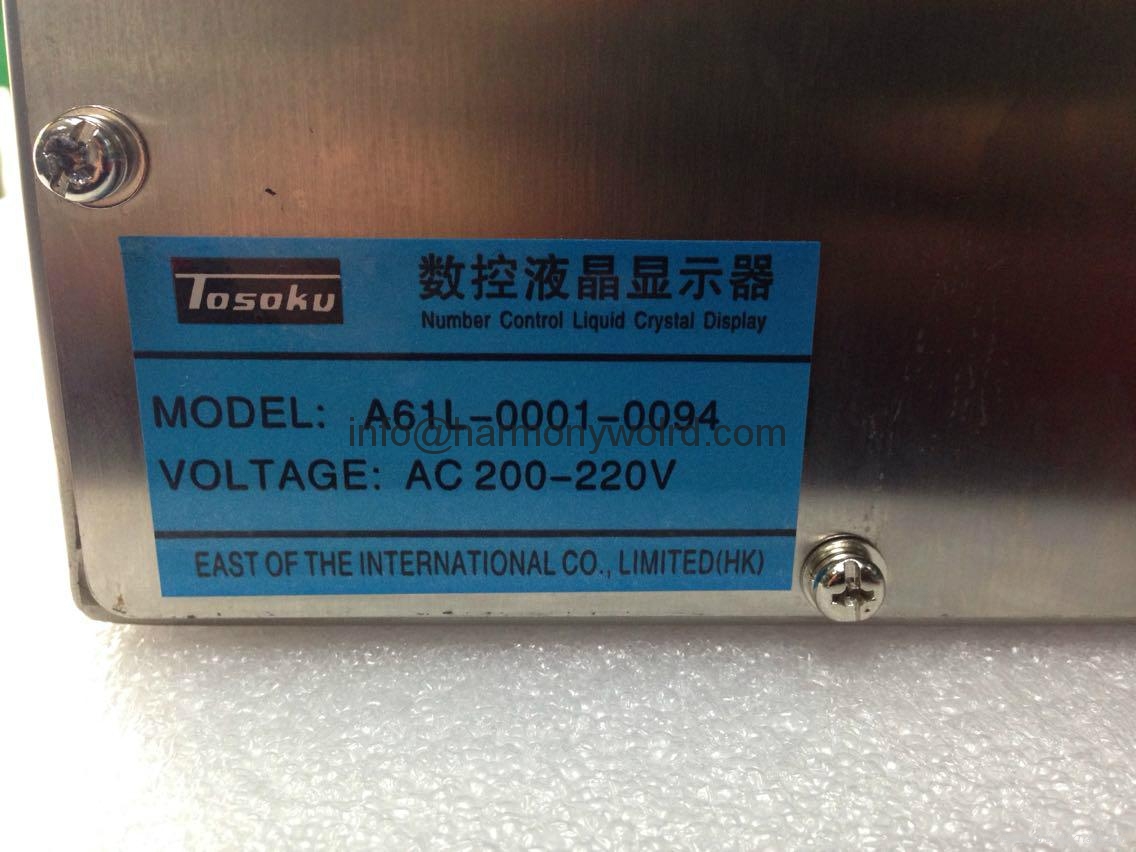 Tosoku
数控液晶显示器
Number Control Liquid Crystal Display
MODEL: A61L-0001-0094
info@harmonyworld.com
VOLTAGE: AC 200-220V
EAST OF THE INTERNATIONAL CO., LIMITED(HK)